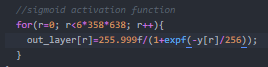 //sigmoid activation function
for(r=0; r<6*358*638; r++){
out_layer[r]=255.999f/(1+expf(-y[r]/256));
}